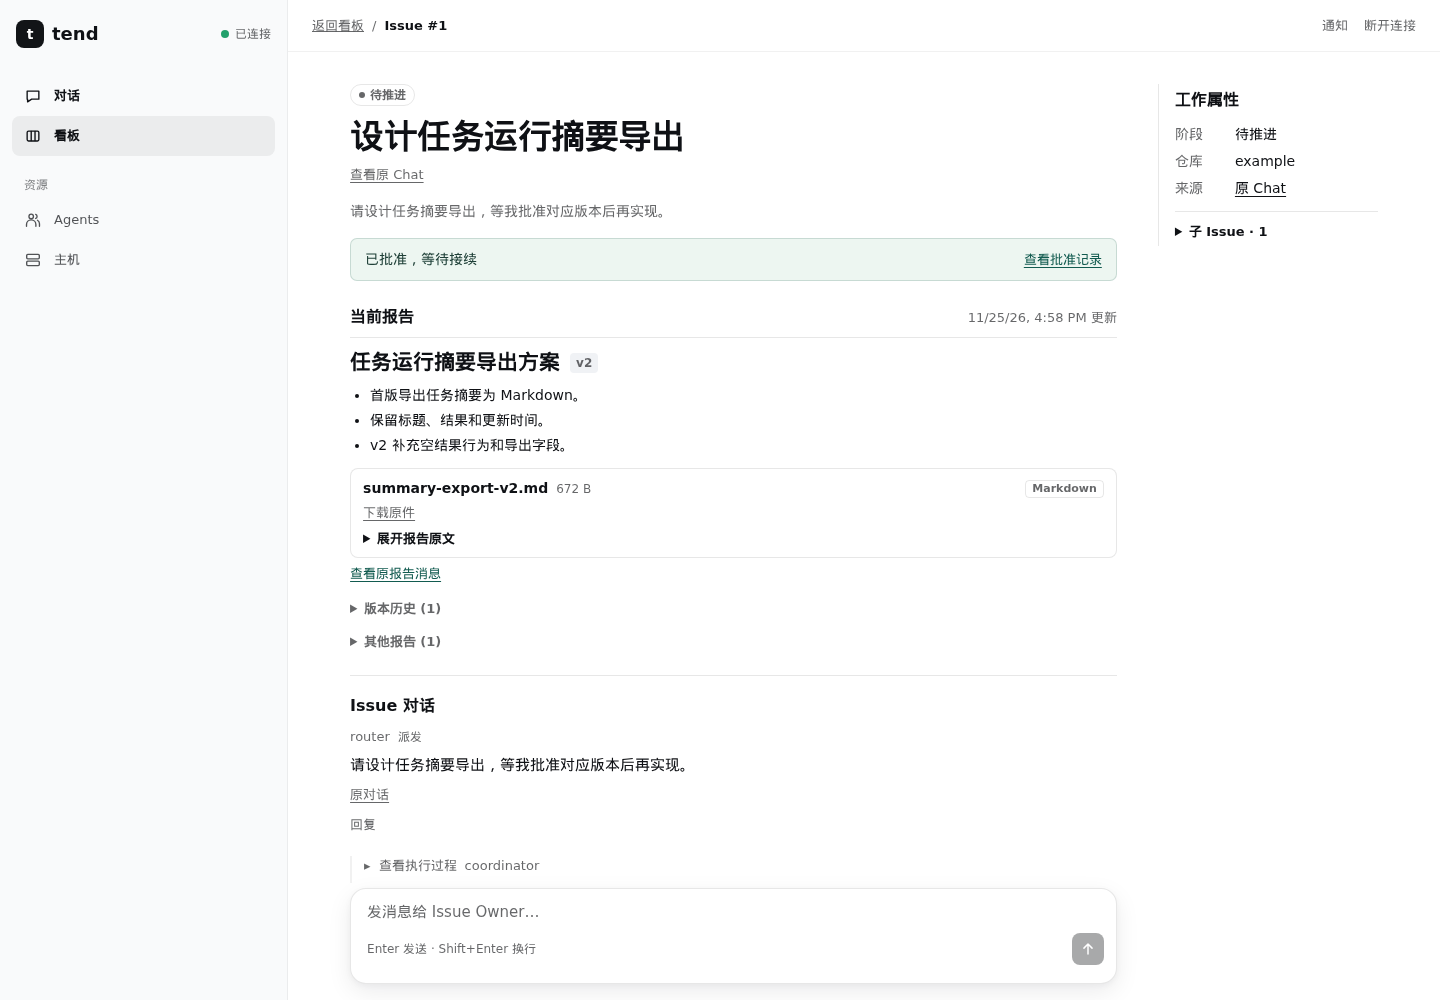 t tend
已连接
对话
看板
资源
Agents
主机
返回看板 / Issue #1
通知 断开连接
待推进
设计任务运行摘要导出
查看原 Chat
请设计任务摘要导出，等我批准对应版本后再实现。
已批准，等待接续 查看批准记录
当前报告 11/25/26, 4:58 PM 更新
任务运行摘要导出方案 v2
• 首版导出任务摘要为 Markdown。
• 保留标题、结果和更新时间。
• v2 补充空结果行为和导出字段。
summary-export-v2.md 672 B Markdown
下载原件
▶ 展开报告原文
查看原报告消息
▶ 版本历史 (1)
▶ 其他报告 (1)
Issue 对话
router 派发
请设计任务摘要导出，等我批准对应版本后再实现。
原对话
回复
▸ 查看执行过程 coordinator
发消息给 Issue Owner…
Enter 发送 · Shift+Enter 换行
工作属性
阶段 待推进
仓库 example
来源 原 Chat
▶ 子 Issue · 1